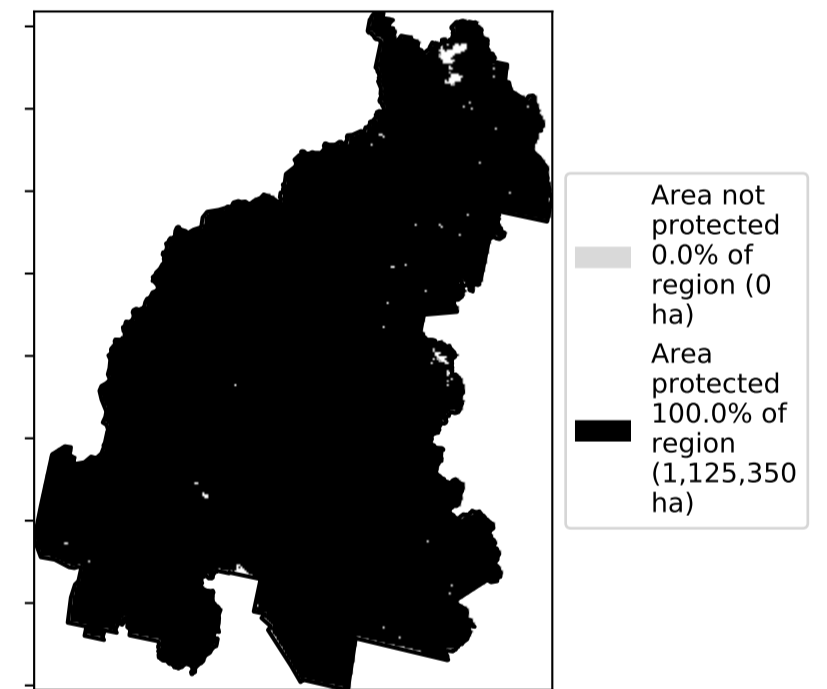 Area not
protected
0.0% of
region (0
ha)
Area
protected
100.0% of
region
(1,125,350
ha)